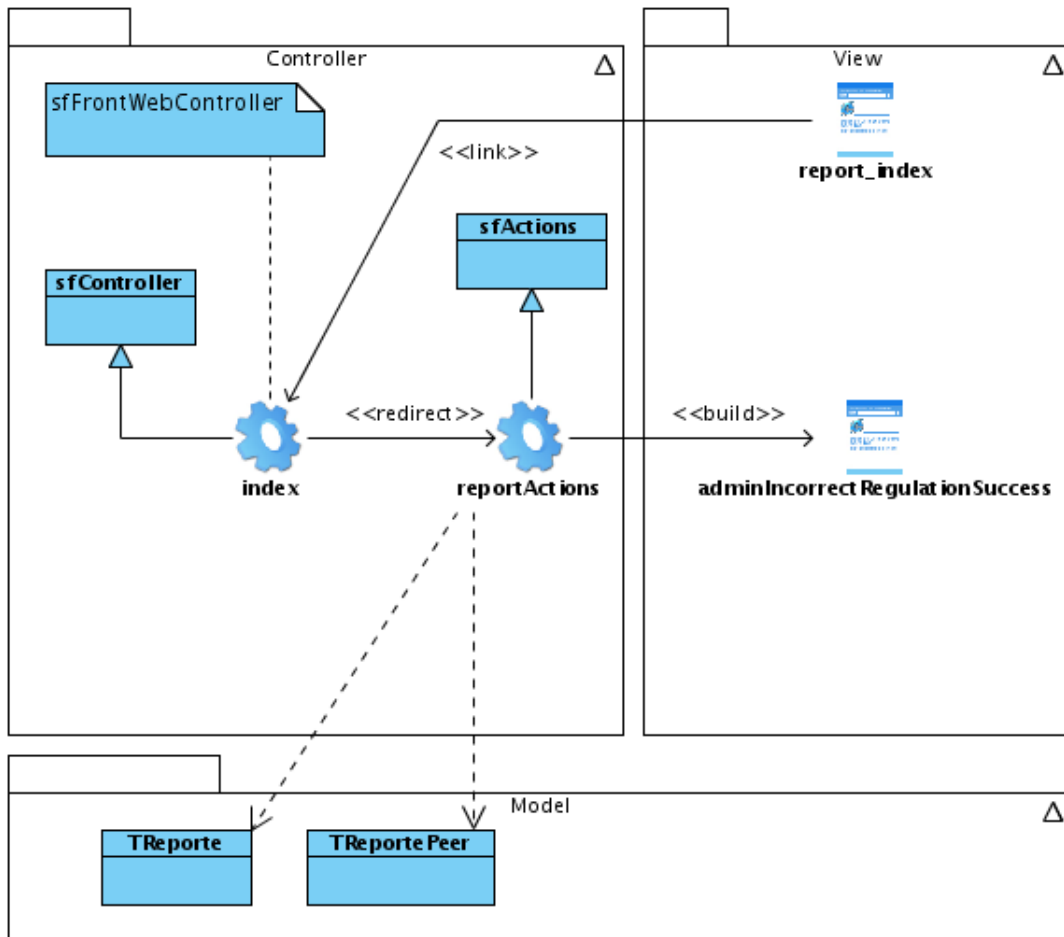 Controller
View
sfFrontWebController
<<link>>
report_index
sfActions
sfController
<<redirect>>
<<build>>
index
reportActions
adminIncorrectRegulationSuccess
Model
TReporte
TReportePeer